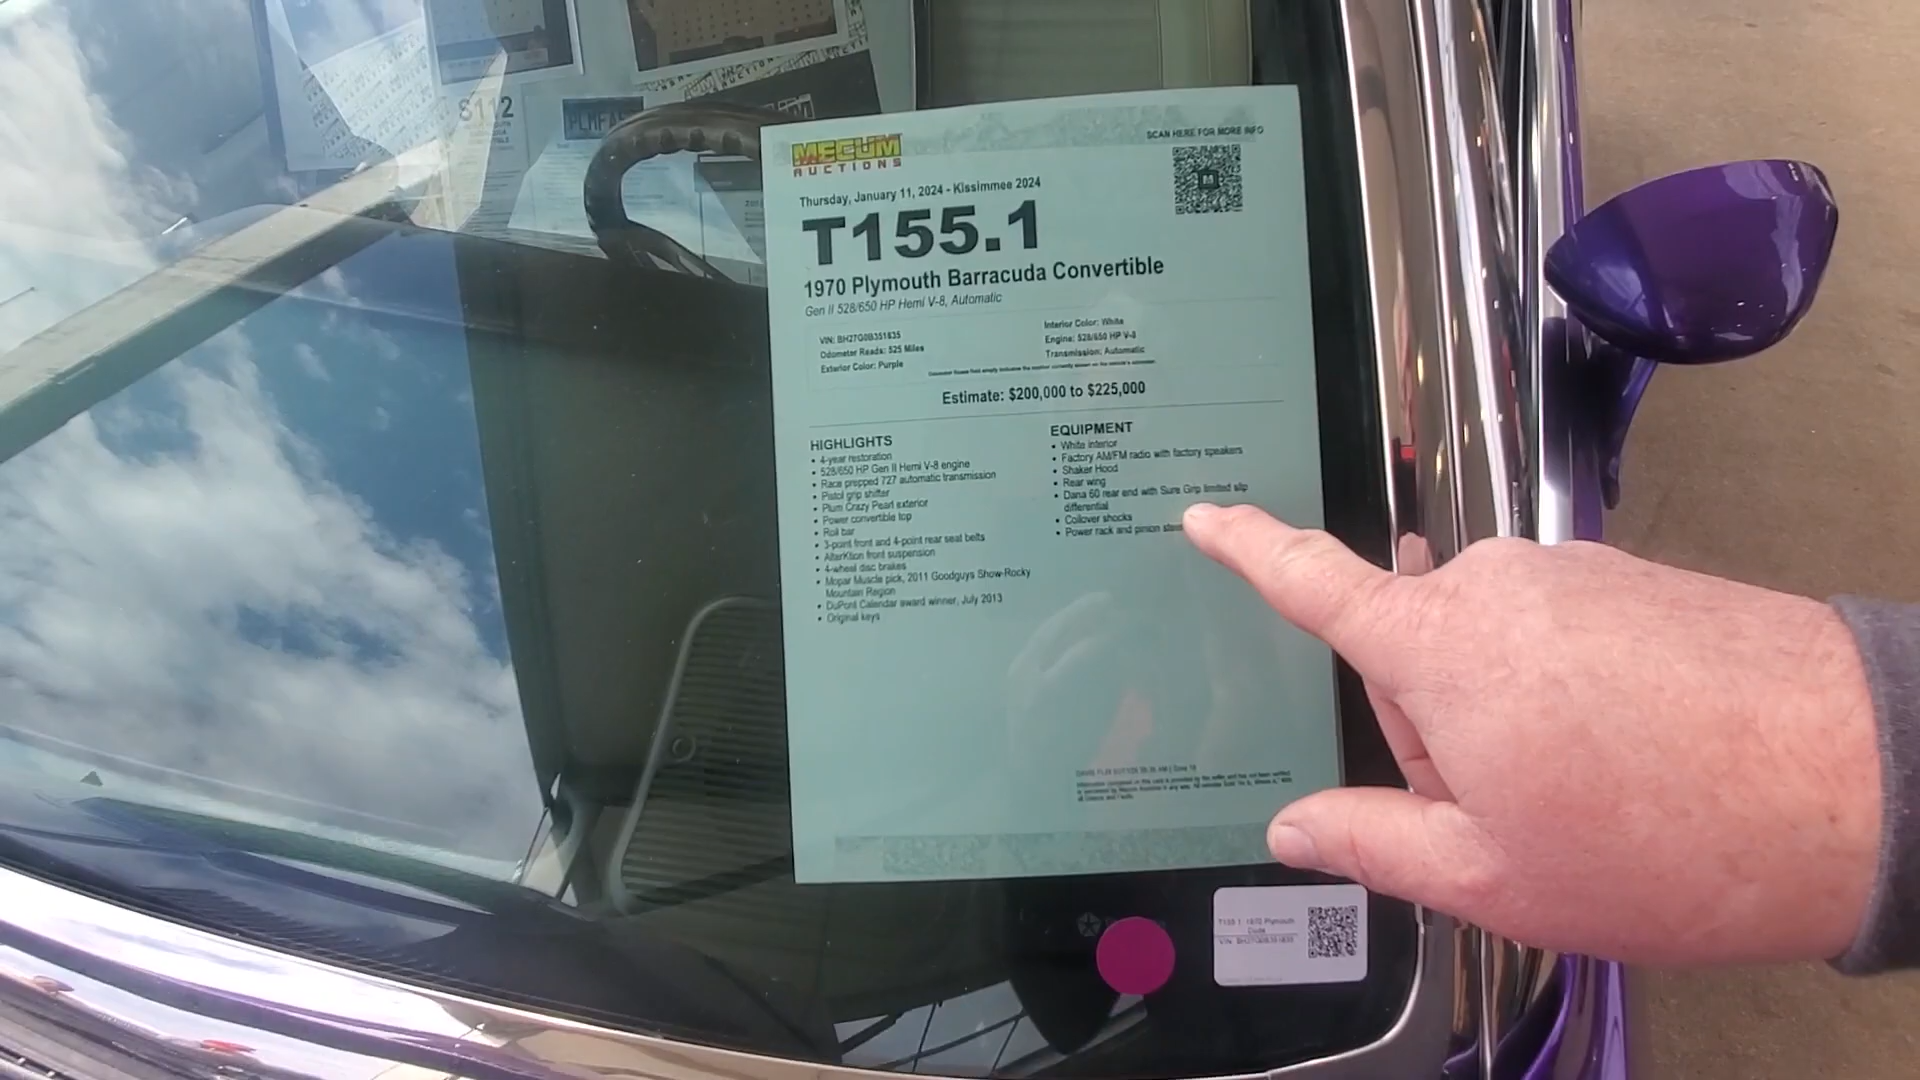 S112
PLMFAS
MECUM
AUCTIONS
SCAN HERE FOR MORE INFO
Thursday, January 11, 2024 - Kissimmee 2024
T155.1
1970 Plymouth Barracuda Convertible
Gen II 528/650 HP Hemi V-8, Automatic
VIN: BH27G0B351635
Odometer Reads: 525 Miles
Exterior Color: Purple
Interior Color: White
Engine: 528/650 HP V-8
Transmission: Automatic
Estimate: $200,000 to $225,000
HIGHLIGHTS
• 4-year restoration
• 528/650 HP Gen II Hemi V-8 engine
• Race prepped 727 automatic transmission
• Pistol grip shifter
• Plum Crazy Pearl exterior
• Power convertible top
• Roll bar
• 3-point front and 4-point rear seat belts
• AlterKtion front suspension
• 4-wheel disc brakes
• Mopar Muscle pick, 2011 Goodguys Show-Rocky
Mountain Region
• DuPont Calendar award winner, July 2013
• Original keys
EQUIPMENT
• White interior
• Factory AM/FM radio with factory speakers
• Shaker Hood
• Rear wing
• Dana 60 rear end with Sure Grip limited slip
differential
• Coilover shocks
• Power rack and pinion
T155.1 1970 Plymouth
Cuda
VIN: BH27G0B351635